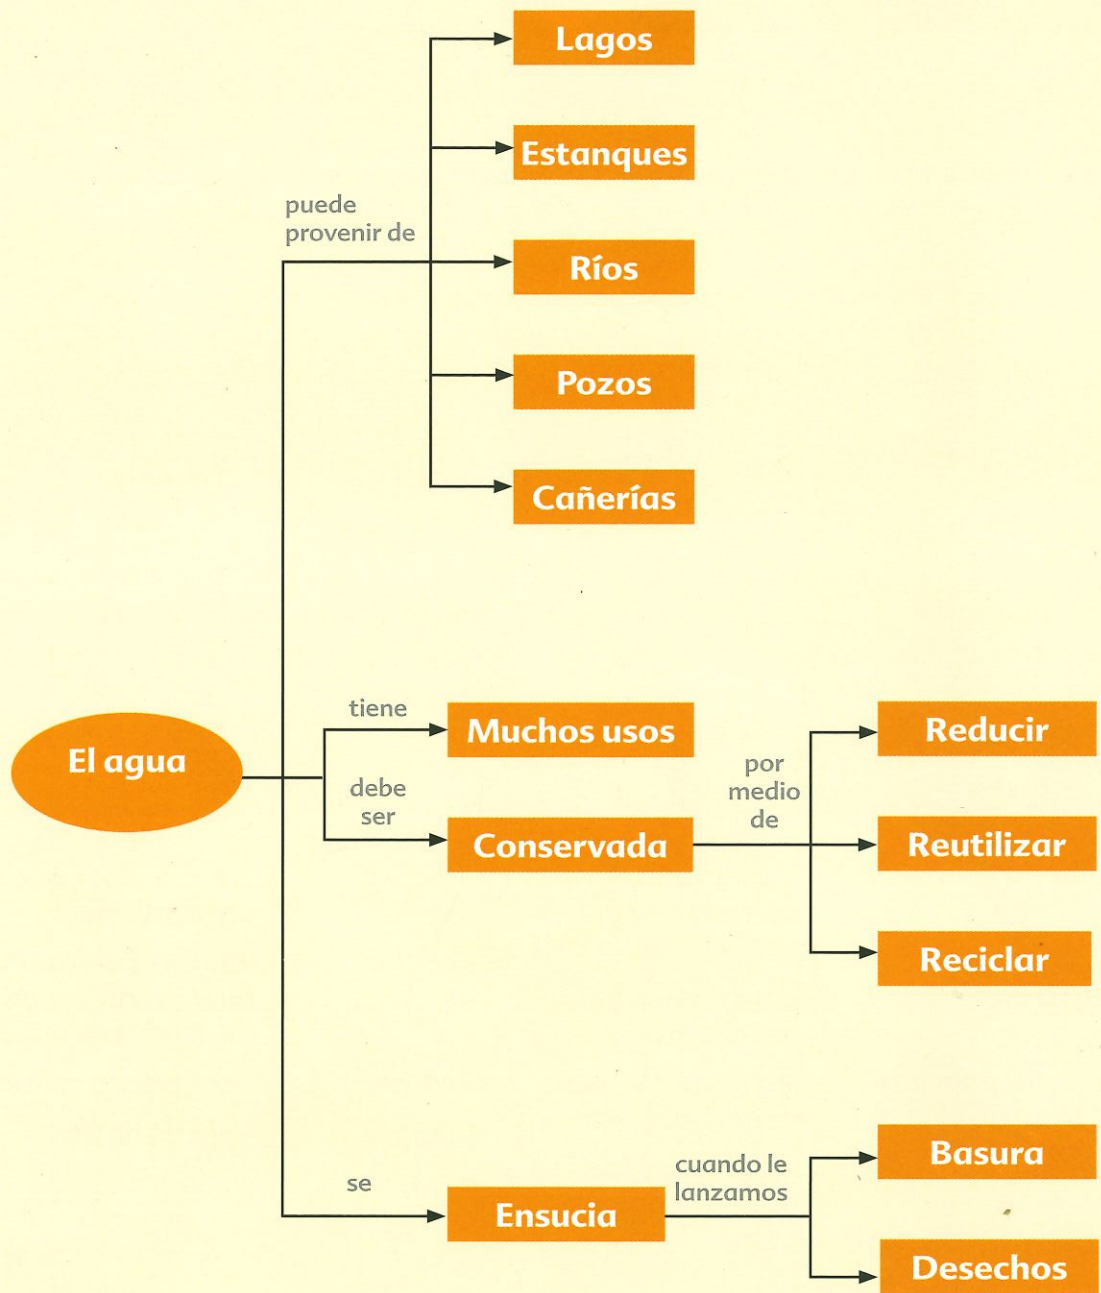 Lagos
Estanques
puede
provenir de
Ríos
Pozos
Cañerías
El agua
tiene
Muchos usos
debe
ser
Conservada
por
medio
de
Reducir
Reutilizar
Reciclar
se
Ensucia
cuando le
lanzamos
Basura
Desechos